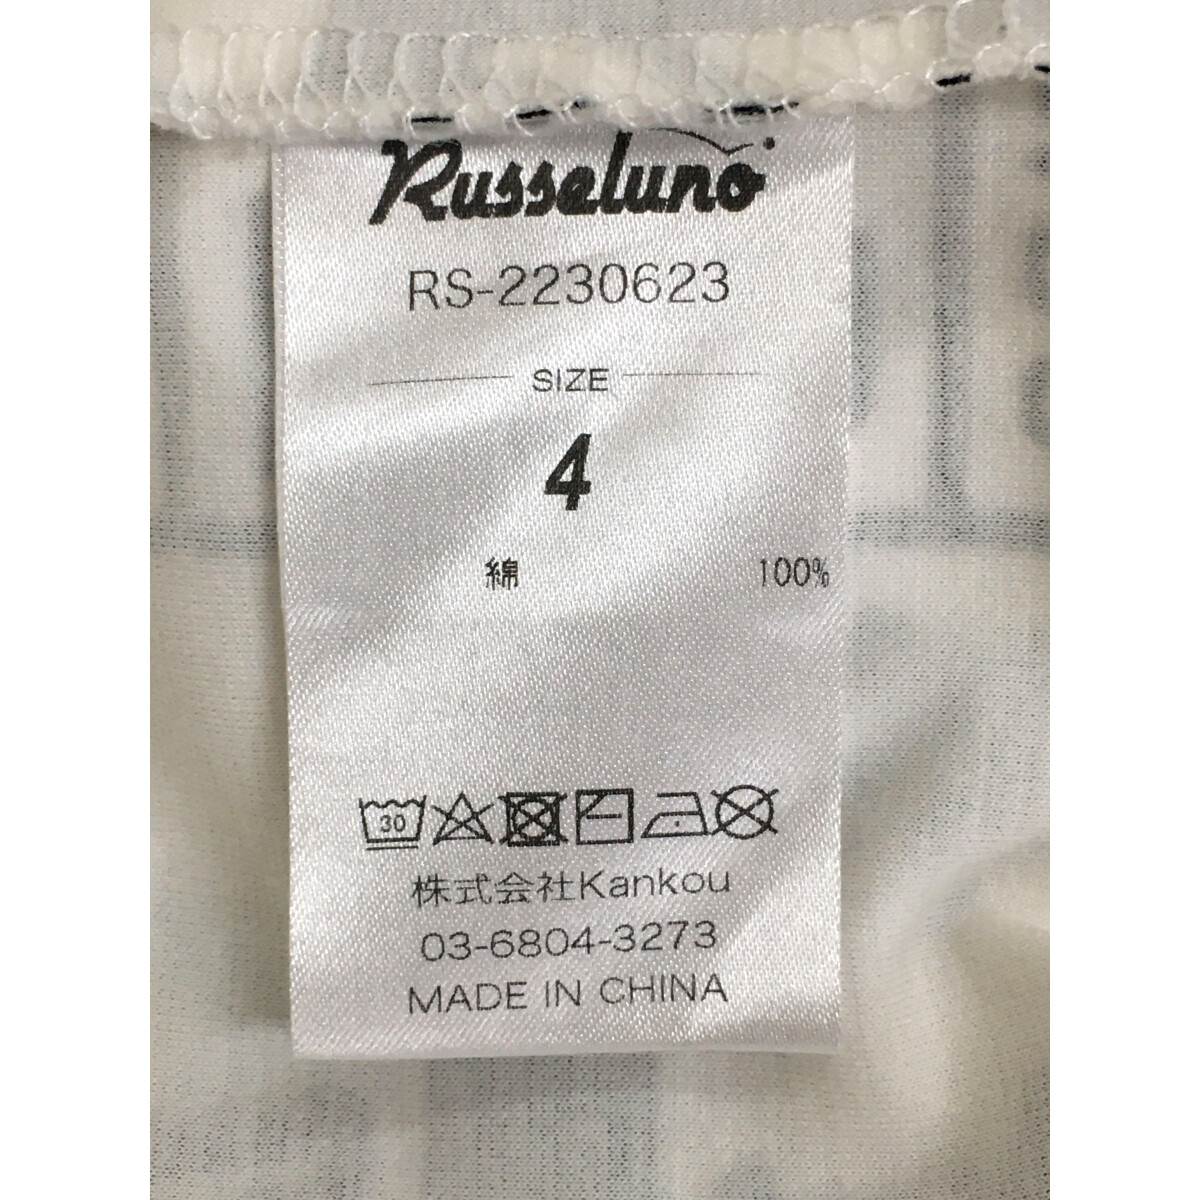 Russeluno
RS-2230623
SIZE
4
綿 100%
30
株式会社Kankou
03-6804-3273
MADE IN CHINA